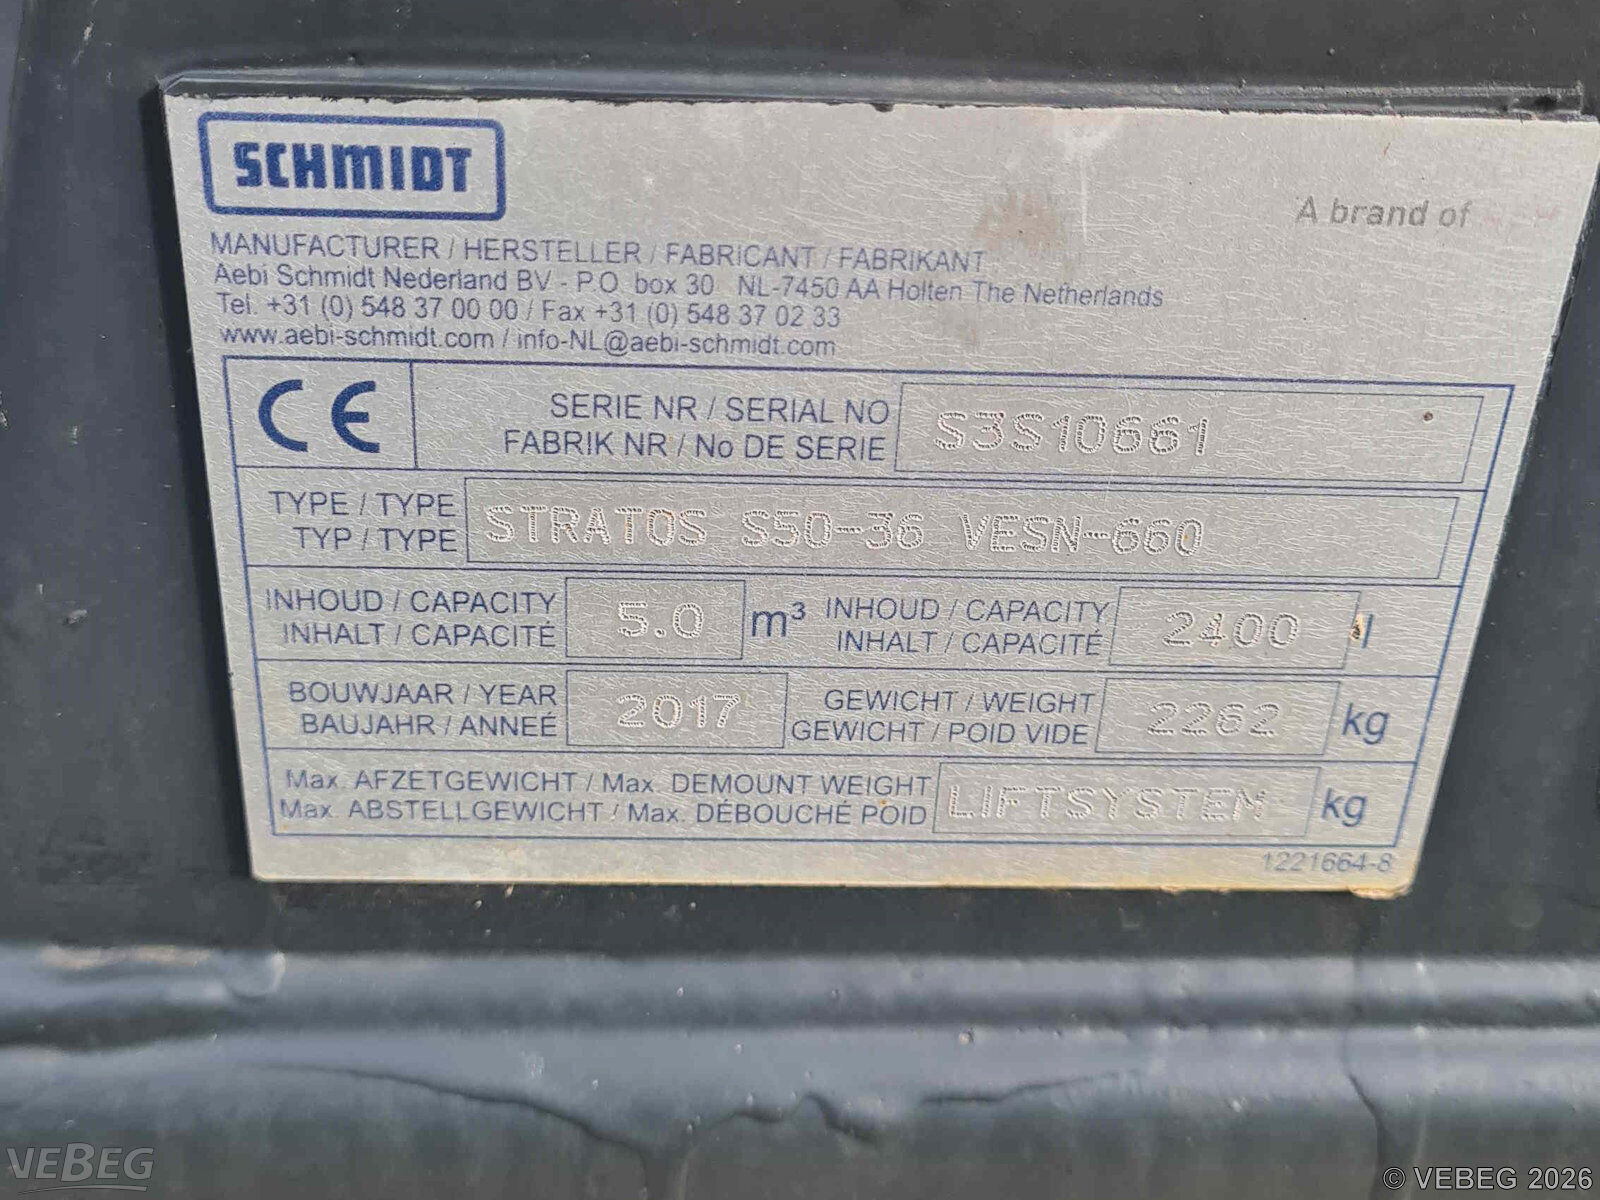 SCHMIDT
A brand of
MANUFACTURER / HERSTELLER / FABRICANT / FABRIKANT
Aebi Schmidt Nederland BV - P.O. box 30 NL-7450 AA Holten The Netherlands
Tel. +31 (0) 548 37 00 00 / Fax +31 (0) 548 37 02 33
www.aebi-schmidt.com / info-NL@aebi-schmidt.com
CE
SERIE NR / SERIAL NO
FABRIK NR / No DE SERIE
S3S10661
TYPE / TYPE
TYP / TYPE
STRATOS S50-36 VESN-660
INHOUD / CAPACITY
INHALT / CAPACITÉ
5.0 m³
INHOUD / CAPACITY
INHALT / CAPACITÉ
2400 l
BOUWJAAR / YEAR
BAUJAHR / ANNEÉ
2017
GEWICHT / WEIGHT
GEWICHT / POID VIDE
2262 kg
Max. AFZETGEWICHT / Max. DEMOUNT WEIGHT
Max. ABSTELLGEWICHT / Max. DÉBOUCHÉ POID
LIFTSYSTEM kg
1221664-8
VEBEG
© VEBEG 2026